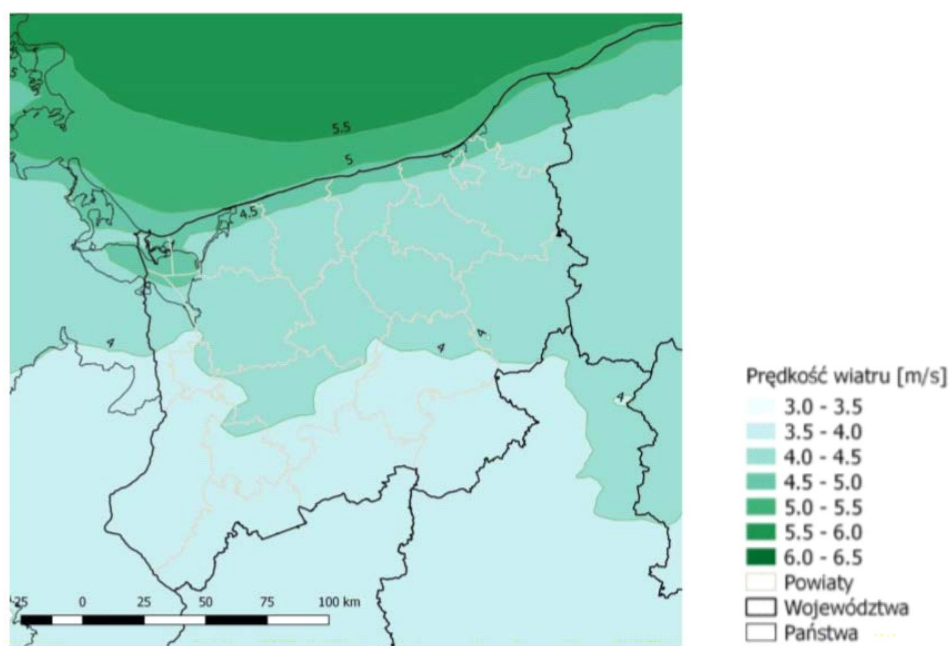 5
5.5
5
4.5
4
4
4
4
25 0 25 50 75 100 km
Prędkość wiatru [m/s]
3.0 - 3.5
3.5 - 4.0
4.0 - 4.5
4.5 - 5.0
5.0 - 5.5
5.5 - 6.0
6.0 - 6.5
Powiaty
Województwa
Państwa